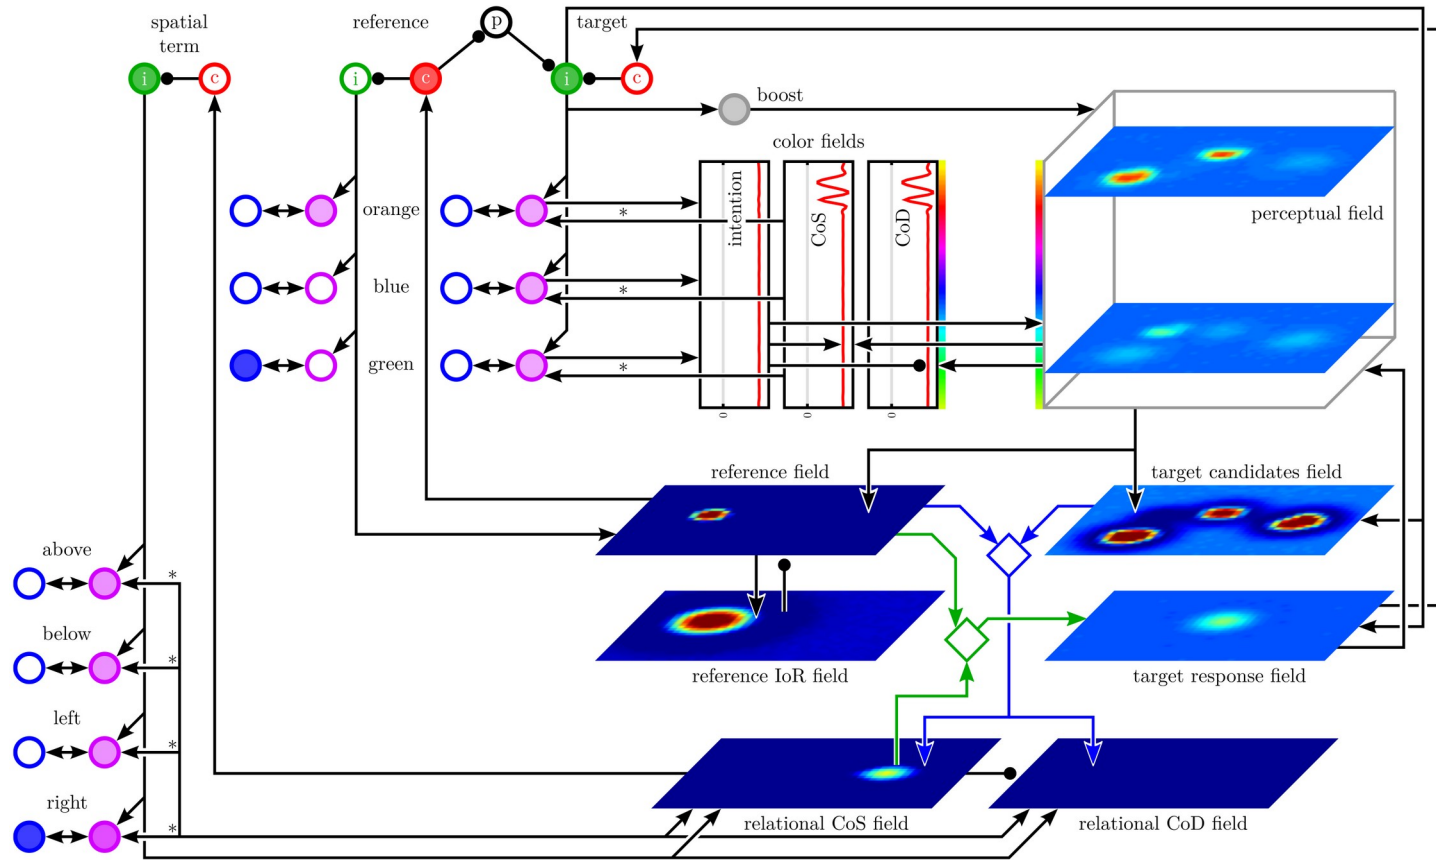 spatial
term
reference
p
target
i
c
i
c
i
c
boost
color fields
intention
CoS
CoD
orange
*
perceptual field
blue
*
green
*
0
0
0
reference field
target candidates field
above
*
below
*
reference IoR field
target response field
left
*
right
*
relational CoS field
relational CoD field